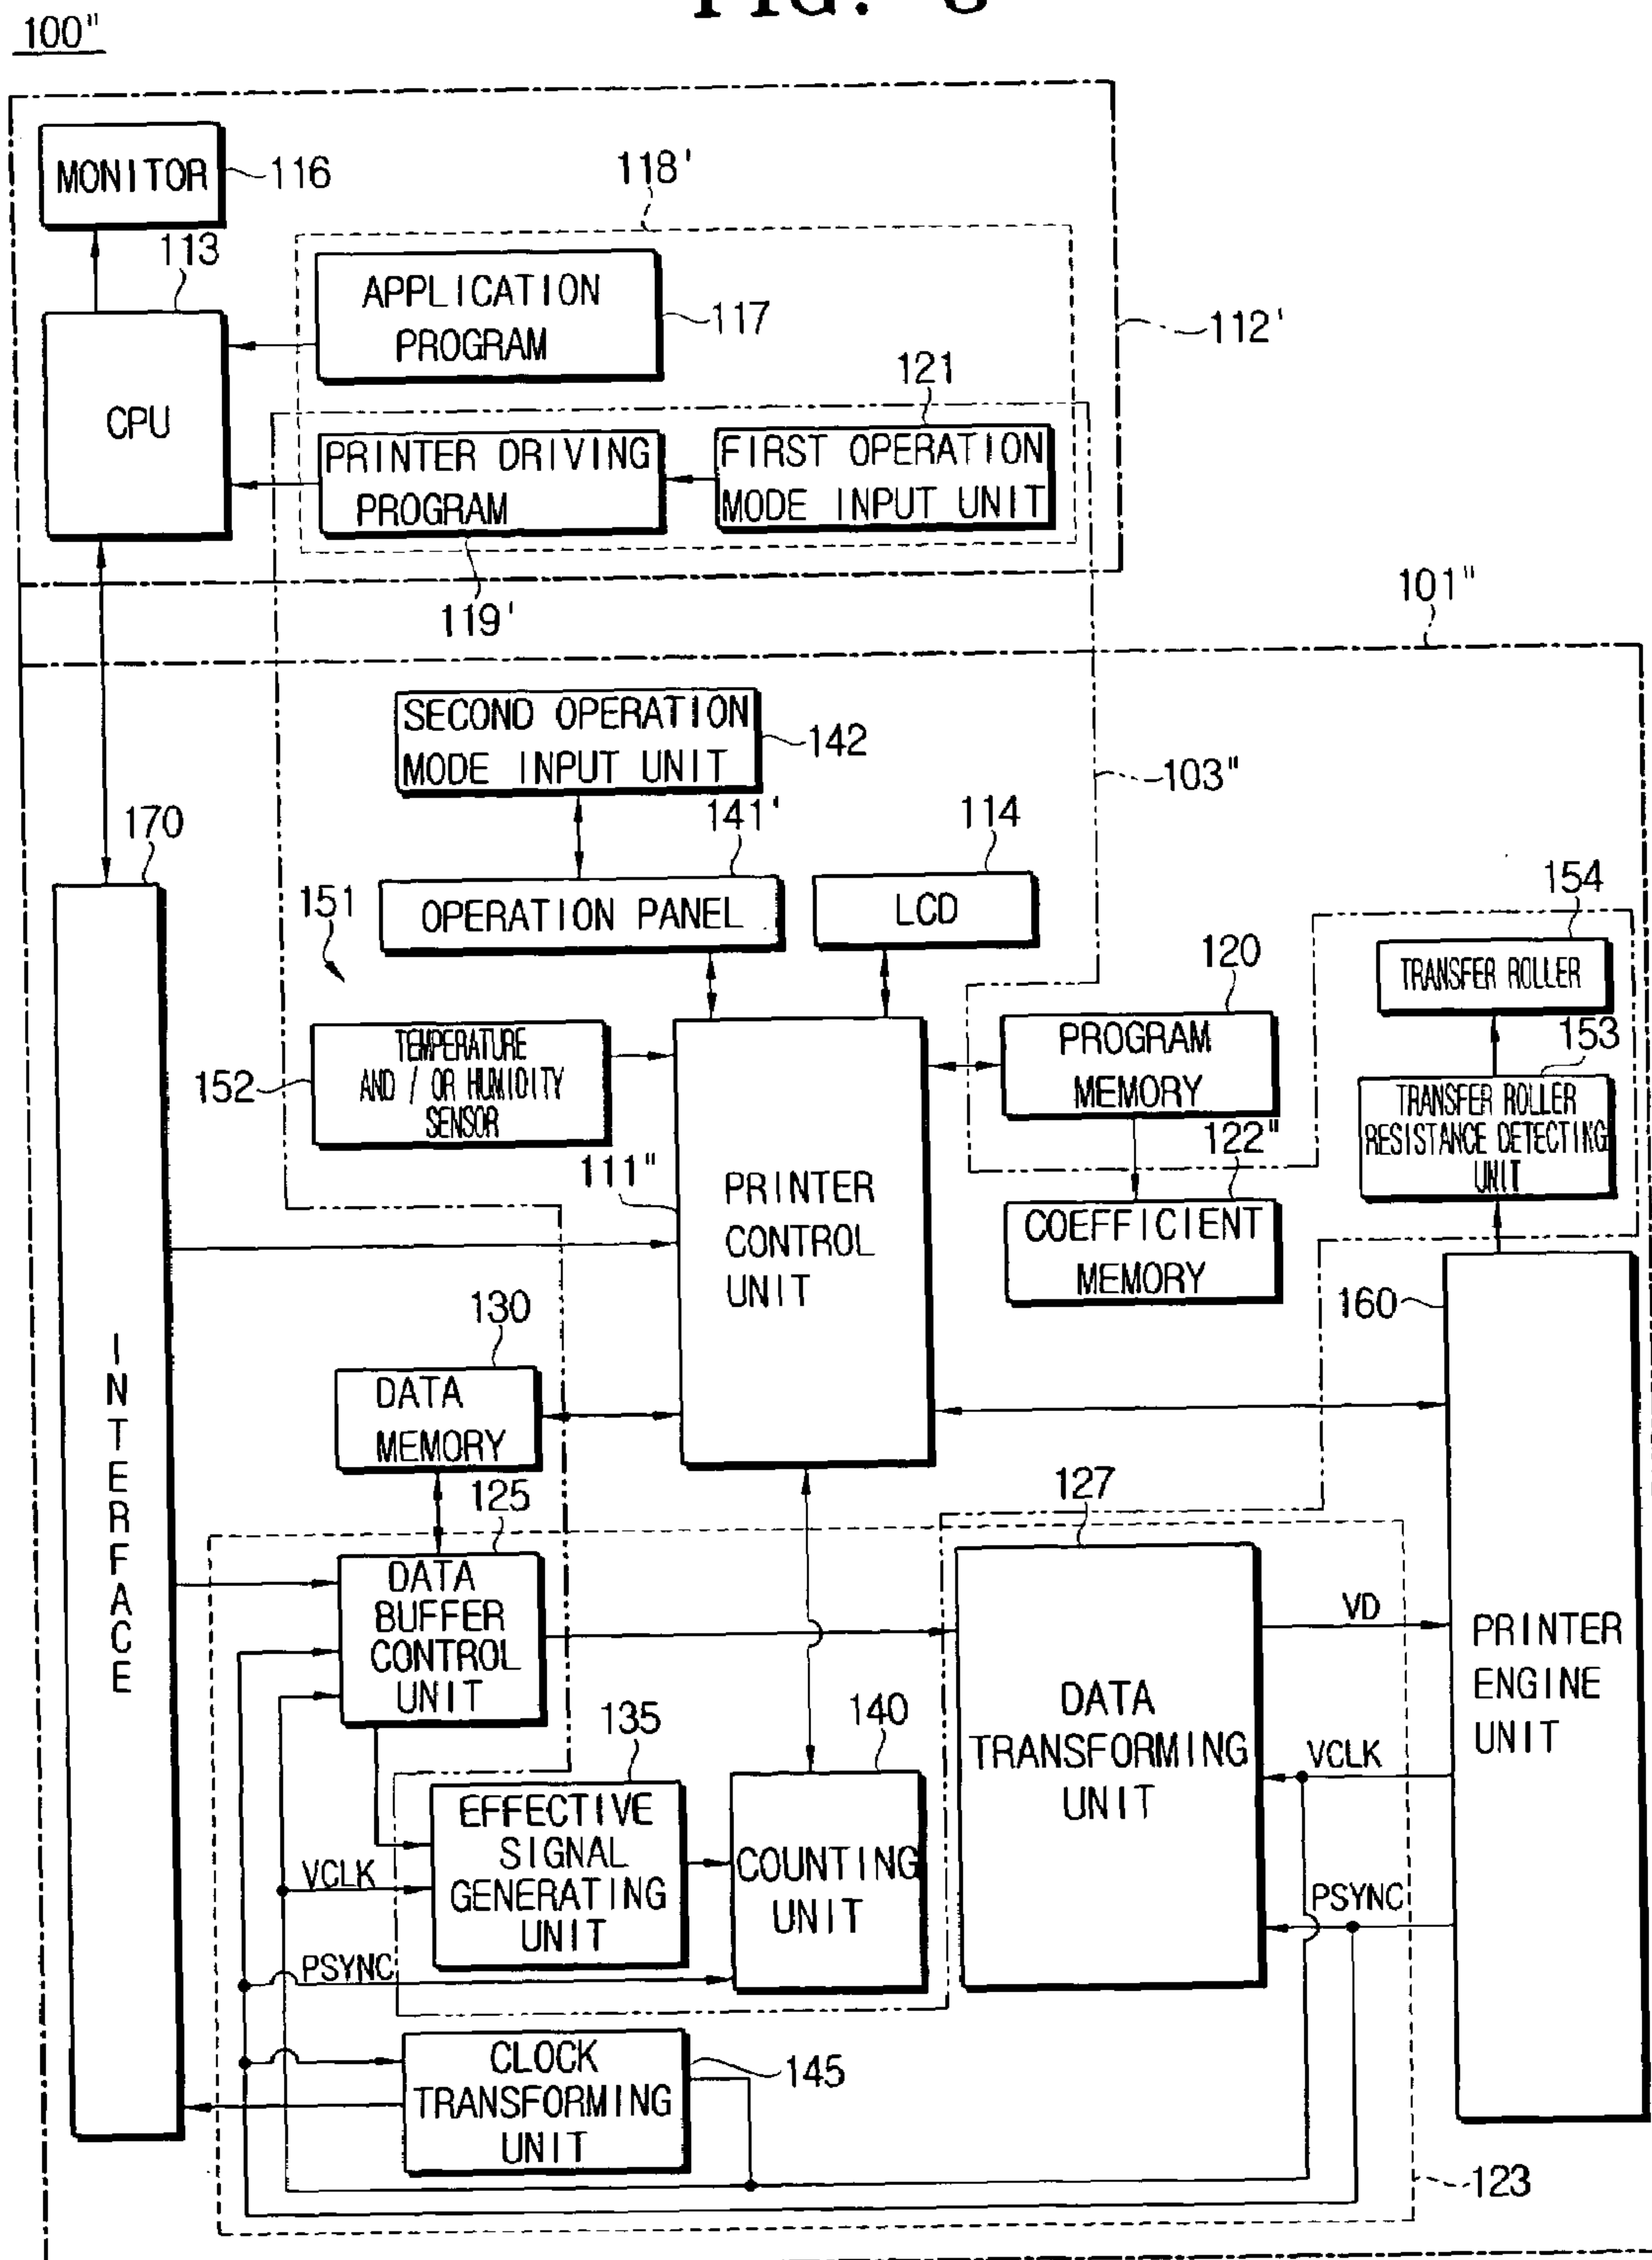 100"
MONITOR
116
118'
113
APPLICATION
PROGRAM
117
112'
CPU
121
PRINTER DRIVING
PROGRAM
FIRST OPERATION
MODE INPUT UNIT
119'
101"
SECOND OPERATION
MODE INPUT UNIT
142
103"
170
141'
114
151
OPERATION PANEL
LCD
154
120
TRANSFER ROLLER
TEMPERATURE
AND / OR HUMIDITY
SENSOR
152
PROGRAM
MEMORY
153
TRANSFER ROLLER
RESISTANCE DETECTING
UNIT
111"
122"
PRINTER
CONTROL
UNIT
COEFFICIENT
MEMORY
160
130
INTERFACE
DATA
MEMORY
125
127
DATA
BUFFER
CONTROL
UNIT
VD
PRINTER
ENGINE
UNIT
DATA
TRANSFORMING
UNIT
135
140
VCLK
EFFECTIVE
SIGNAL
GENERATING
UNIT
COUNTING
UNIT
VCLK
PSYNC
PSYNC
CLOCK
TRANSFORMING
UNIT
145
123